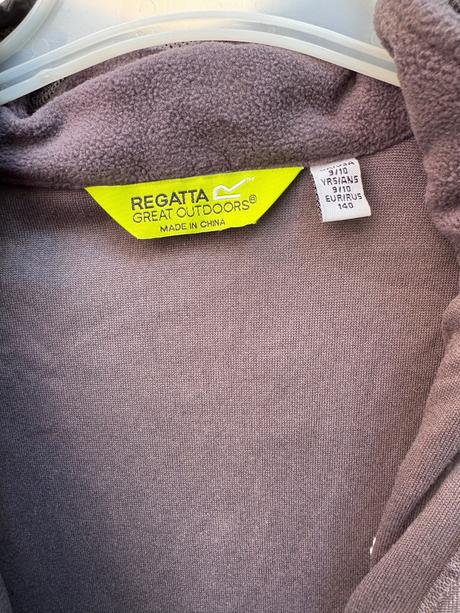 REGATTA
GREAT OUTDOORS®
MADE IN CHINA
9/10
YRS/ANS
9/10
EUR/RUS
140